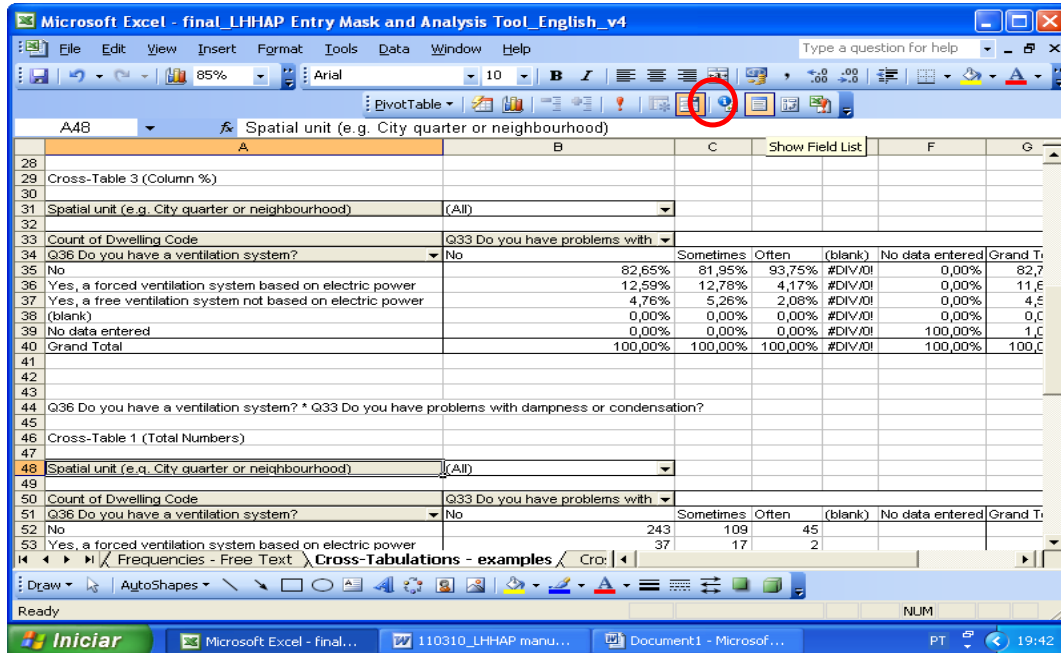 Microsoft Excel - final_LHHAP Entry Mask and Analysis Tool_English_v4
File Edit View Insert Format Tools Data Window Help Type a question for help
85% Arial 10 B I
PivotTable
A48 fx Spatial unit (e.g. City quarter or neighbourhood)
Show Field List
A B C F G
28
29 Cross-Table 3 (Column %)
30
31 Spatial unit (e.g. City quarter or neighbourhood) (All)
32
33 Count of Dwelling Code Q33 Do you have problems with
34 Q36 Do you have a ventilation system? No Sometimes Often (blank) No data entered Grand T
35 No 82,65% 81,95% 93,75% #DIV/0! 0,00% 82,7
36 Yes, a forced ventilation system based on electric power 12,59% 12,78% 4,17% #DIV/0! 0,00% 11,6
37 Yes, a free ventilation system not based on electric power 4,76% 5,26% 2,08% #DIV/0! 0,00% 4,5
38 (blank) 0,00% 0,00% 0,00% #DIV/0! 0,00% 0,0
39 No data entered 0,00% 0,00% 0,00% #DIV/0! 100,00% 1,0
40 Grand Total 100,00% 100,00% 100,00% #DIV/0! 100,00% 100,0
41
42
43
44 Q36 Do you have a ventilation system? * Q33 Do you have problems with dampness or condensation?
45
46 Cross-Table 1 (Total Numbers)
47
48 Spatial unit (e.g. City quarter or neighbourhood) (All)
49
50 Count of Dwelling Code Q33 Do you have problems with
51 Q36 Do you have a ventilation system? No Sometimes Often (blank) No data entered Grand T
52 No 243 109 45
53 Yes, a forced ventilation system based on electric power 37 17 2
Frequencies - Free Text Cross-Tabulations - examples Cro
Draw AutoShapes A
Ready NUM
Iniciar Microsoft Excel - final... 110310_LHHAP manu... Document1 - Microsof... PT 19:42